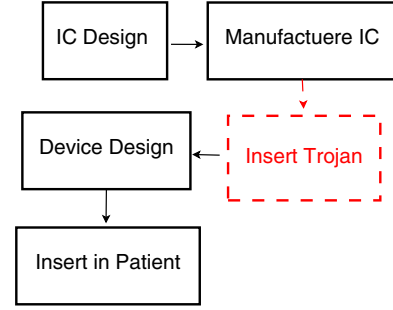 IC Design
Manufactuere IC
Insert Trojan
Device Design
Insert in Patient